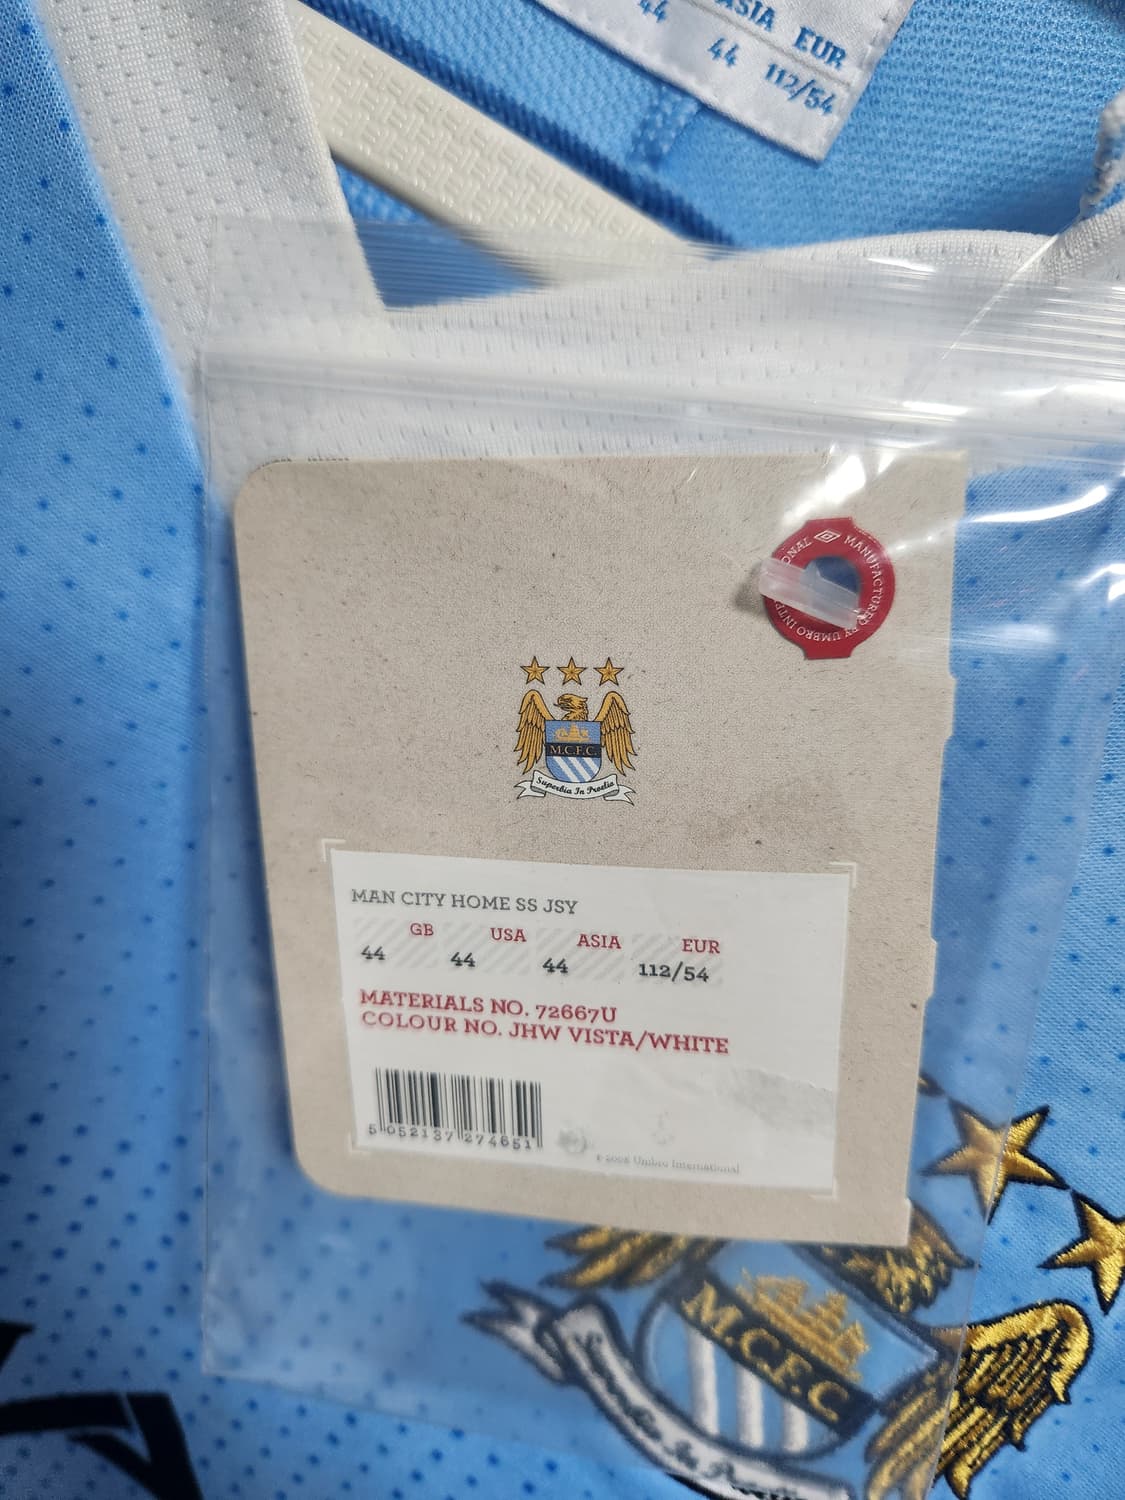 44 ASIA EUR
44 112/54
MANUFACTURED BY UMBRO
M.C.F.C.
Superbia In Proelio
MAN CITY HOME SS JSY
GB USA ASIA EUR
44 44 44 112/54
MATERIALS NO. 72667U
COLOUR NO. JHW VISTA/WHITE
5 052137 274651
Umbro International
M.C.F.C
Superbia In